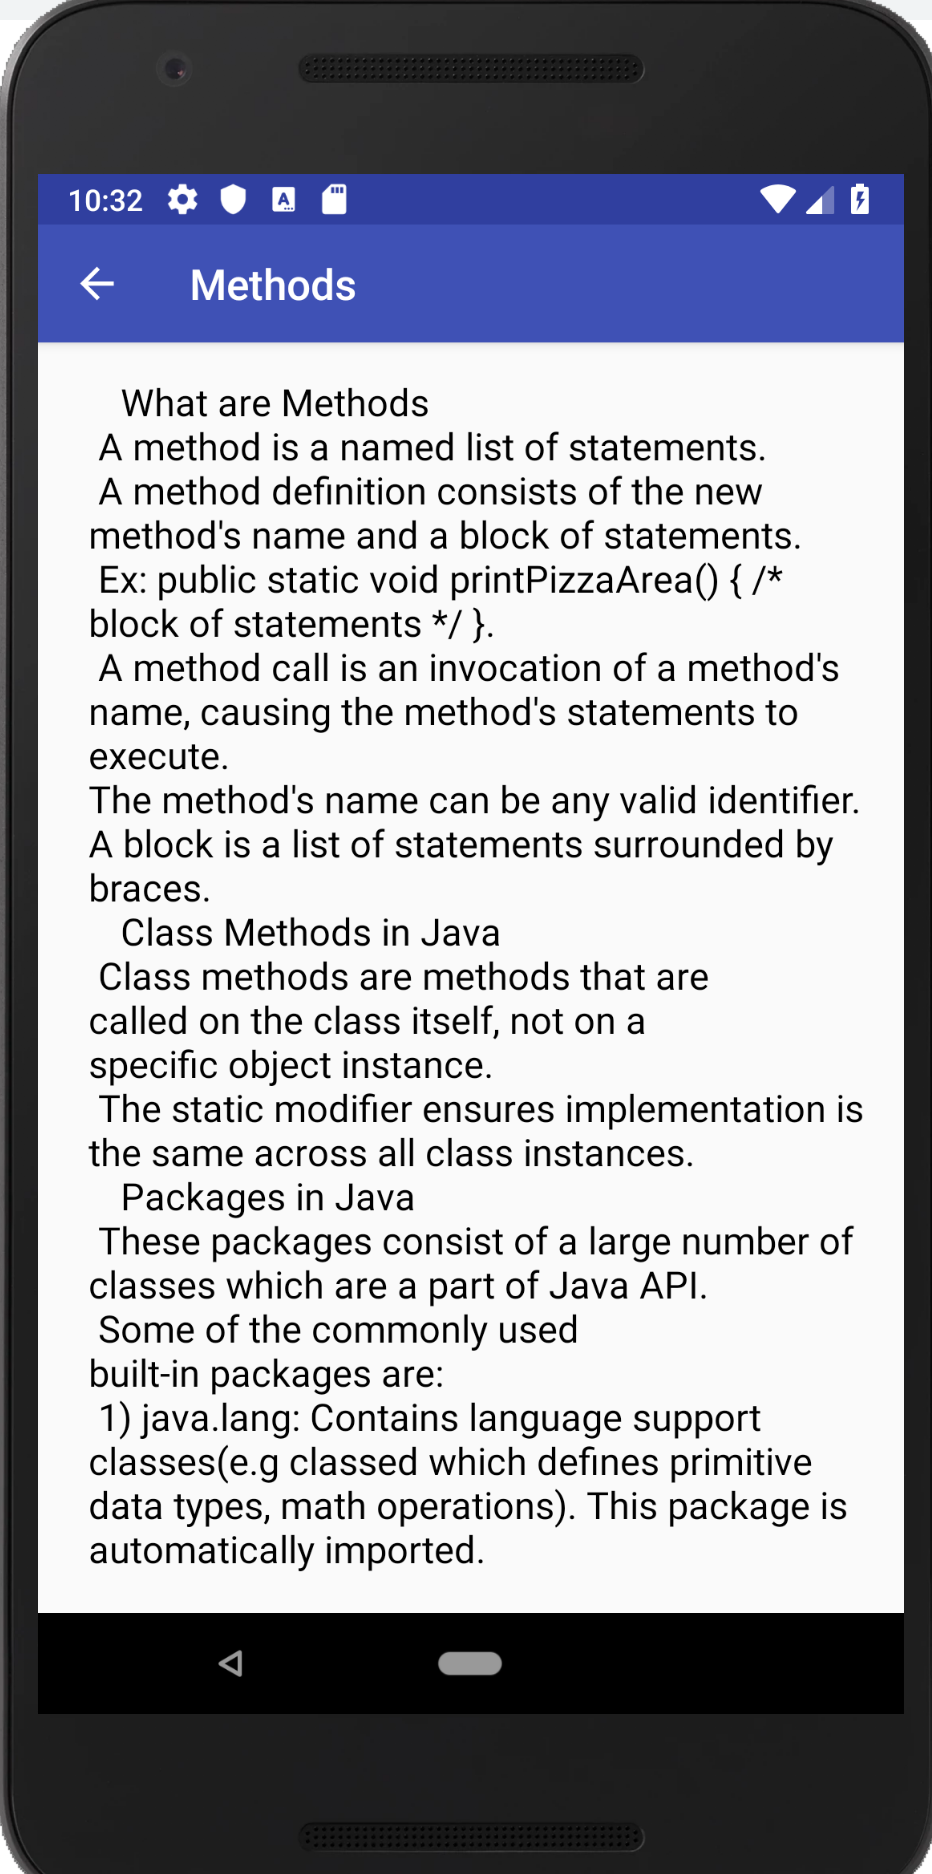 10:32
Methods
What are Methods
A method is a named list of statements.
A method definition consists of the new
method's name and a block of statements.
Ex: public static void printPizzaArea() { /*
block of statements */ }.
A method call is an invocation of a method's
name, causing the method's statements to
execute.
The method's name can be any valid identifier.
A block is a list of statements surrounded by
braces.
Class Methods in Java
Class methods are methods that are
called on the class itself, not on a
specific object instance.
The static modifier ensures implementation is
the same across all class instances.
Packages in Java
These packages consist of a large number of
classes which are a part of Java API.
Some of the commonly used
built-in packages are:
1) java.lang: Contains language support
classes(e.g classed which defines primitive
data types, math operations). This package is
automatically imported.